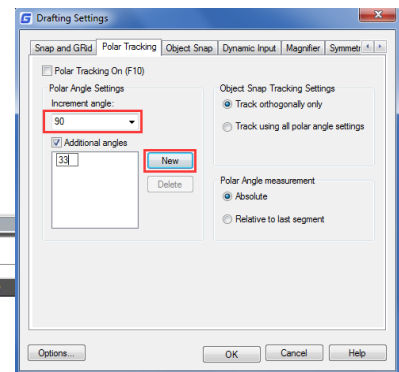 Drafting Settings
Snap and GRid Polar Tracking Object Snap Dynamic Input Magnifier Symmetr
Polar Tracking On (F10)
Polar Angle Settings
Increment angle:
90
Additional angles
33
New
Delete
Object Snap Tracking Settings
Track orthogonally only
Track using all polar angle settings
Polar Angle measurement
Absolute
Relative to last segment
Options... OK Cancel Help